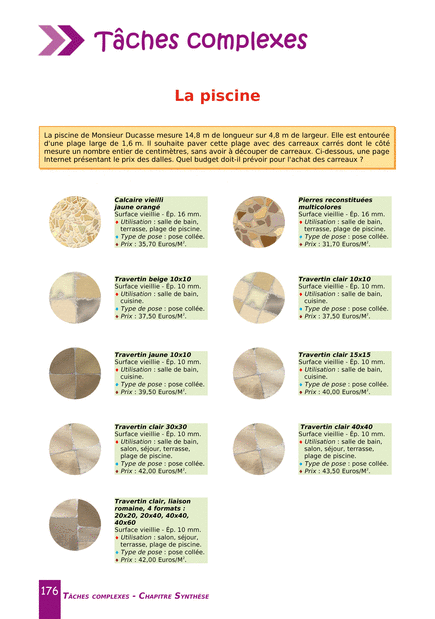 Tâches complexes
La piscine
La piscine de Monsieur Ducasse mesure 14,8 m de longueur sur 4,8 m de largeur. Elle est entourée
d'une plage large de 1,6 m. Il souhaite paver cette plage avec des carreaux carrés dont le côté
mesure un nombre entier de centimètres, sans avoir à découper de carreaux. Ci-dessous, une page
Internet présentant le prix des dalles. Quel budget doit-il prévoir pour l'achat des carreaux ?
Calcaire vieilli
jaune orangé
Surface vieillie - Ép. 16 mm.
♦ Utilisation : salle de bain,
terrasse, plage de piscine.
♦ Type de pose : pose collée.
♦ Prix : 35,70 Euros/M².
Pierres reconstituées
multicolores
Surface vieillie - Ép. 16 mm.
♦ Utilisation : salle de bain,
terrasse, plage de piscine.
♦ Type de pose : pose collée.
♦ Prix : 31,70 Euros/M².
Travertin beige 10x10
Surface vieillie - Ép. 10 mm.
♦ Utilisation : salle de bain,
cuisine.
♦ Type de pose : pose collée.
♦ Prix : 37,50 Euros/M².
Travertin clair 10x10
Surface vieillie - Ép. 10 mm.
♦ Utilisation : salle de bain,
cuisine.
♦ Type de pose : pose collée.
♦ Prix : 37,50 Euros/M².
Travertin jaune 10x10
Surface vieillie - Ép. 10 mm.
♦ Utilisation : salle de bain,
cuisine.
♦ Type de pose : pose collée.
♦ Prix : 39,50 Euros/M².
Travertin clair 15x15
Surface vieillie - Ép. 10 mm.
♦ Utilisation : salle de bain,
cuisine.
♦ Type de pose : pose collée.
♦ Prix : 40,00 Euros/M².
Travertin clair 30x30
Surface vieillie - Ép. 10 mm.
♦ Utilisation : salle de bain,
salon, séjour, terrasse,
plage de piscine.
♦ Type de pose : pose collée.
♦ Prix : 42,00 Euros/M².
Travertin clair 40x40
Surface vieillie - Ép. 10 mm.
♦ Utilisation : salle de bain,
salon, séjour, terrasse,
plage de piscine.
♦ Type de pose : pose collée.
♦ Prix : 43,50 Euros/M².
Travertin clair, liaison
romaine, 4 formats :
20x20, 20x40, 40x40,
40x60
Surface vieillie - Ép. 10 mm.
♦ Utilisation : salon, séjour,
terrasse, plage de piscine.
♦ Type de pose : pose collée.
♦ Prix : 42,00 Euros/M².
176 Tâches complexes - Chapitre Synthèse